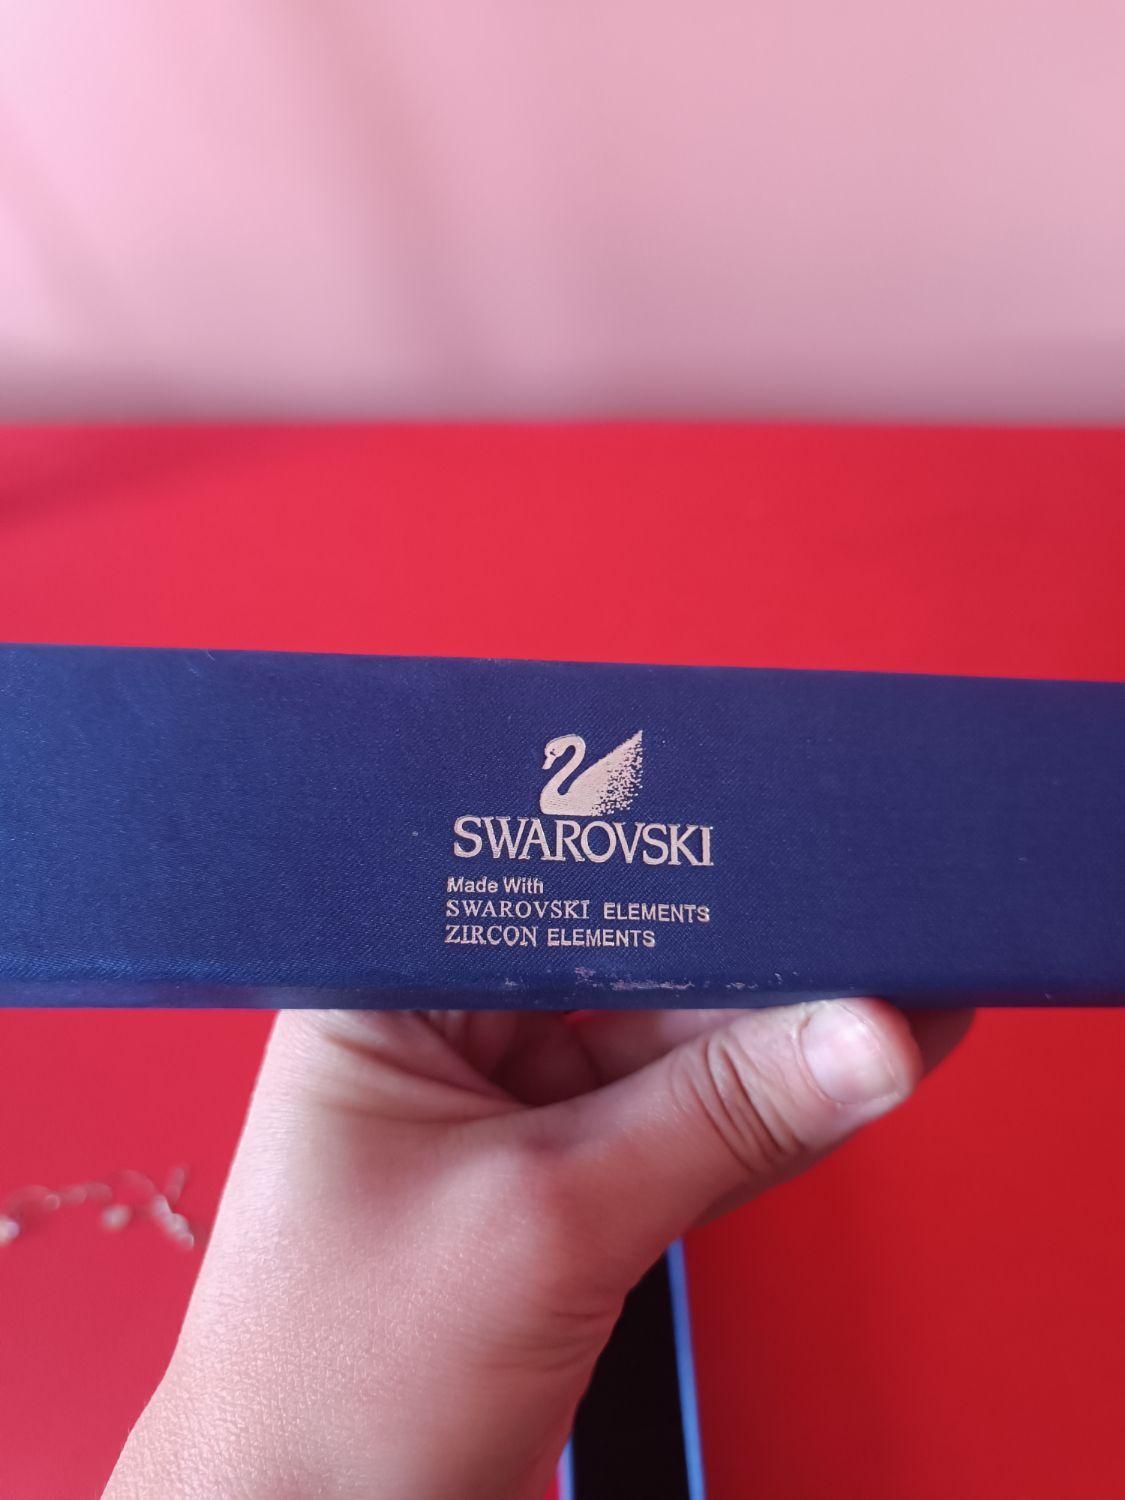 SWAROVSKI
Made With
SWAROVSKI ELEMENTS
ZIRCON ELEMENTS